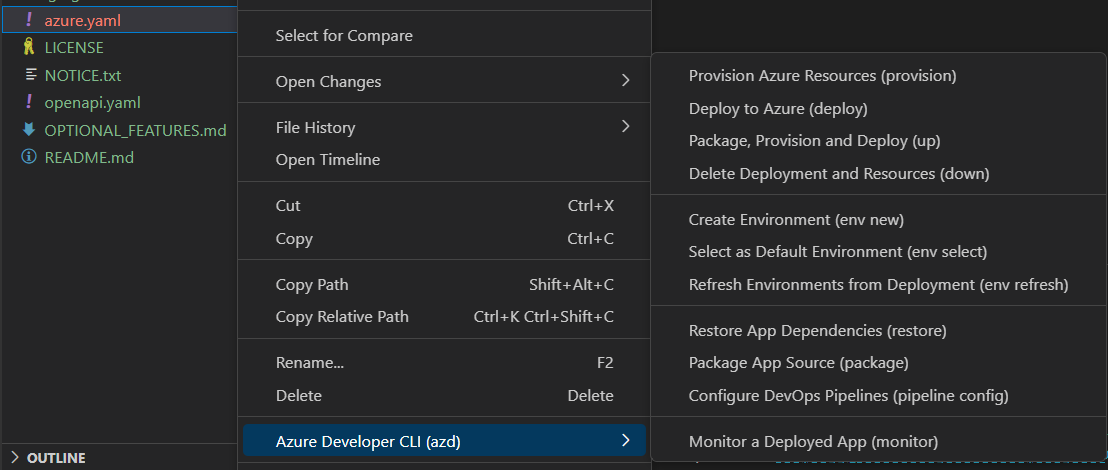 azure.yaml
LICENSE
NOTICE.txt
openapi.yaml
OPTIONAL_FEATURES.md
README.md
OUTLINE
Select for Compare
Open Changes
File History
Open Timeline
Cut Ctrl+X
Copy Ctrl+C
Copy Path Shift+Alt+C
Copy Relative Path Ctrl+K Ctrl+Shift+C
Rename... F2
Delete Delete
Azure Developer CLI (azd)
Provision Azure Resources (provision)
Deploy to Azure (deploy)
Package, Provision and Deploy (up)
Delete Deployment and Resources (down)
Create Environment (env new)
Select as Default Environment (env select)
Refresh Environments from Deployment (env refresh)
Restore App Dependencies (restore)
Package App Source (package)
Configure DevOps Pipelines (pipeline config)
Monitor a Deployed App (monitor)